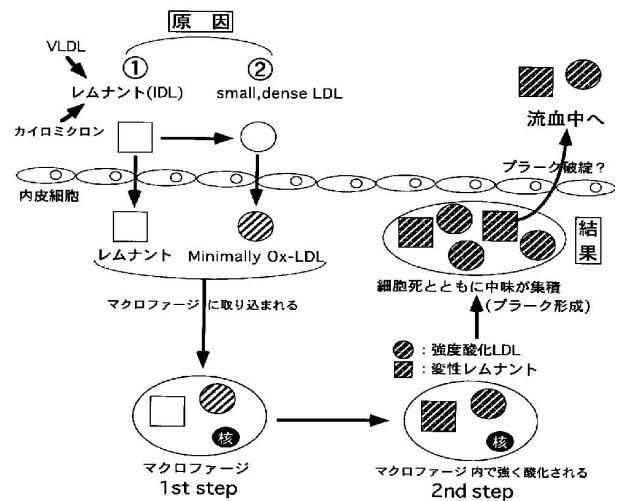 原 因
VLDL
①
②
レムナント(IDL)
small,dense LDL
カイロミクロン
流血中へ
プラーク破綻？
内皮細胞
レムナント
Minimally Ox-LDL
結果
細胞死とともに中味が集積
(プラーク形成)
マクロファージ に取り込まれる
：強度酸化LDL
：変性レムナント
核
核
マクロファージ
1st step
マクロファージ 内で強く酸化される
2nd step